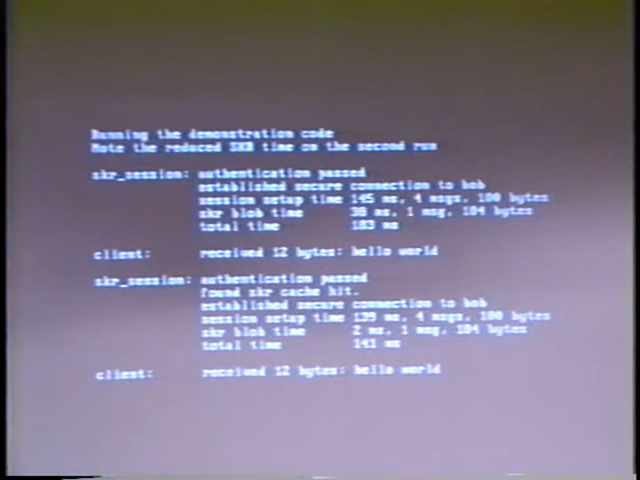 Running the demonstration code
Note the reduced SKR time on the second run
skr_session: authentication passed
established secure connection to bob
session setup time 145 ms, 4 msgs, 100 bytes
skr blob time 38 ms, 1 msg, 184 bytes
total time 183 ms
client: received 12 bytes: hello world
skr_session: authentication passed
found skr cache hit.
established secure connection to bob
session setup time 139 ms, 4 msgs, 100 bytes
skr blob time 2 ms, 1 msg, 184 bytes
total time 141 ms
client: received 12 bytes: hello world